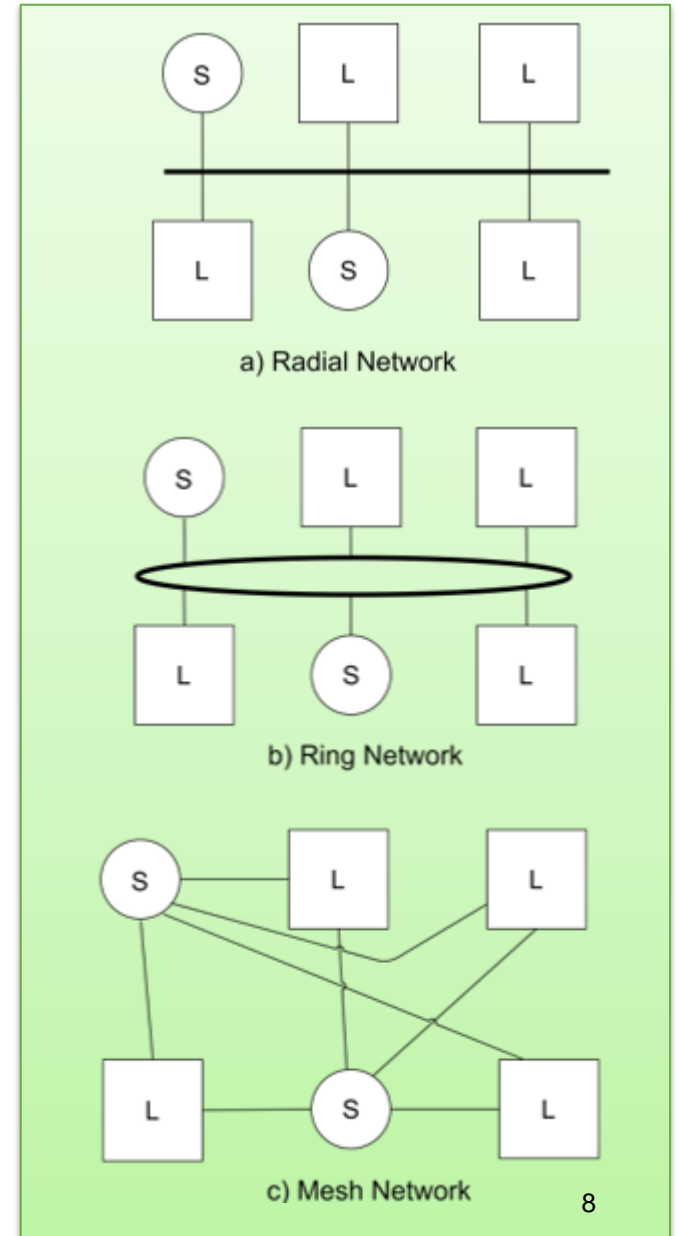 S L L
L S L
a) Radial Network
S L L
L S L
b) Ring Network
S L L
L S L
c) Mesh Network
8